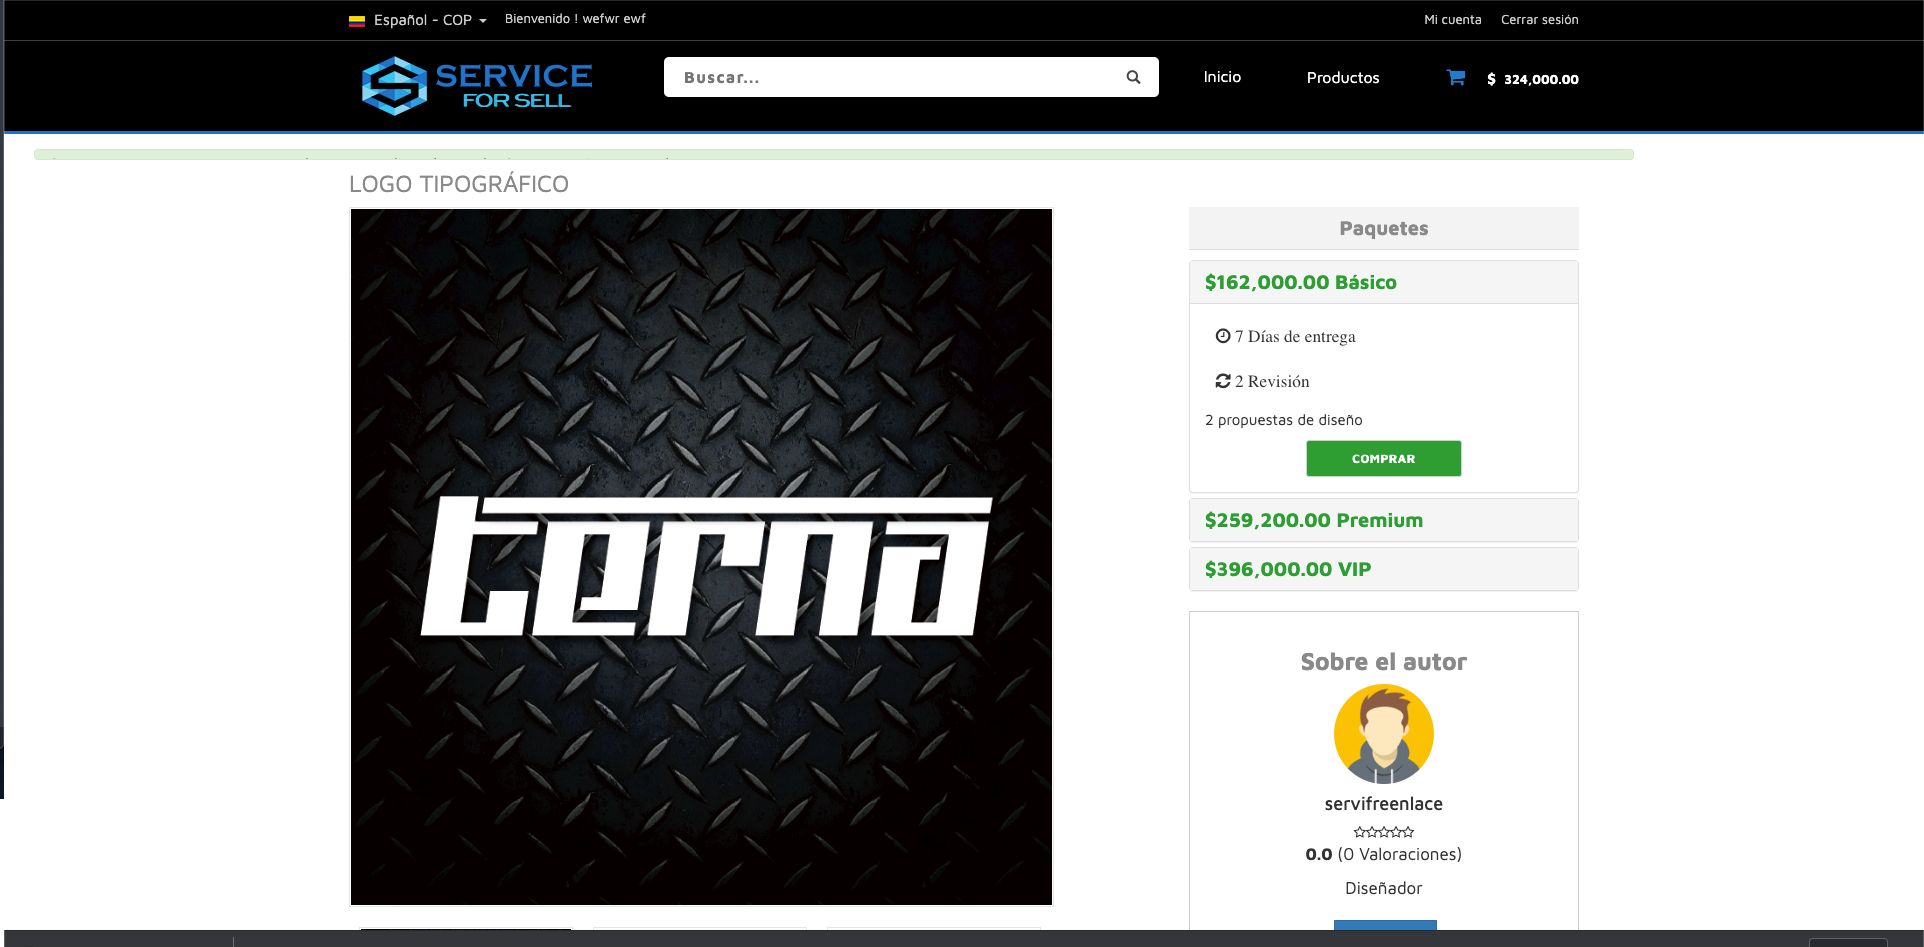 Español - COP
Bienvenido ! wefwr ewf
Mi cuenta
Cerrar sesión
SERVICE
FOR SELL
Buscar...
Inicio
Productos
$ 324,000.00
LOGO TIPOGRÁFICO
terna
Paquetes
$162,000.00 Básico
7 Días de entrega
2 Revisión
2 propuestas de diseño
COMPRAR
$259,200.00 Premium
$396,000.00 VIP
Sobre el autor
servifreenlace
0.0 (0 Valoraciones)
Diseñador